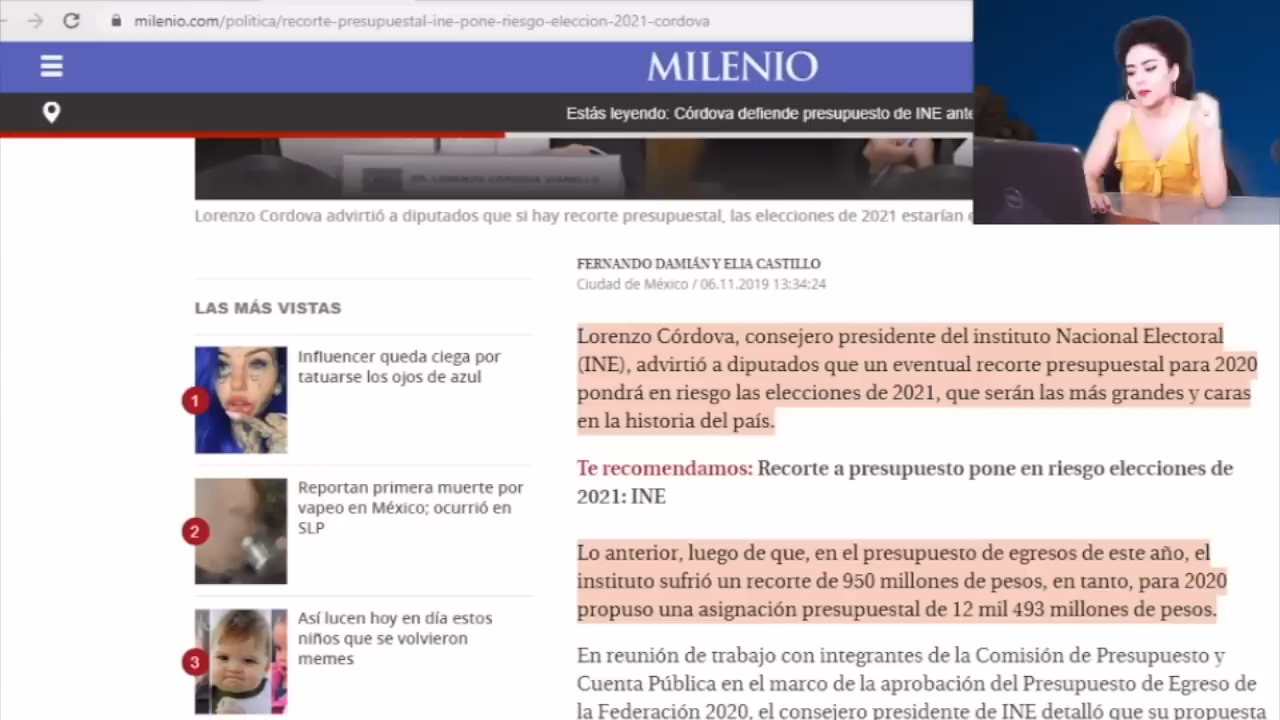 milenio.com/politica/recorte-presupuestal-ine-pone-riesgo-eleccion-2021-cordova
MILENIO
Estás leyendo: Córdova defiende presupuesto de INE ante
DR. LORENZO CÓRDOVA VIANELLO
Lorenzo Cordova advirtió a diputados que si hay recorte presupuestal, las elecciones de 2021 estarían
FERNANDO DAMIÁN Y ELIA CASTILLO
Ciudad de México / 06.11.2019 13:34:24
LAS MÁS VISTAS
1
Influencer queda ciega por
tatuarse los ojos de azul
2
Reportan primera muerte por
vapeo en México; ocurrió en
SLP
3
Así lucen hoy en día estos
niños que se volvieron
memes
Lorenzo Córdova, consejero presidente del instituto Nacional Electoral
(INE), advirtió a diputados que un eventual recorte presupuestal para 2020
pondrá en riesgo las elecciones de 2021, que serán las más grandes y caras
en la historia del país.
Te recomendamos: Recorte a presupuesto pone en riesgo elecciones de
2021: INE
Lo anterior, luego de que, en el presupuesto de egresos de este año, el
instituto sufrió un recorte de 950 millones de pesos, en tanto, para 2020
propuso una asignación presupuestal de 12 mil 493 millones de pesos.
En reunión de trabajo con integrantes de la Comisión de Presupuesto y
Cuenta Pública en el marco de la aprobación del Presupuesto de Egreso de
la Federación 2020, el consejero presidente de INE detalló que su propuesta